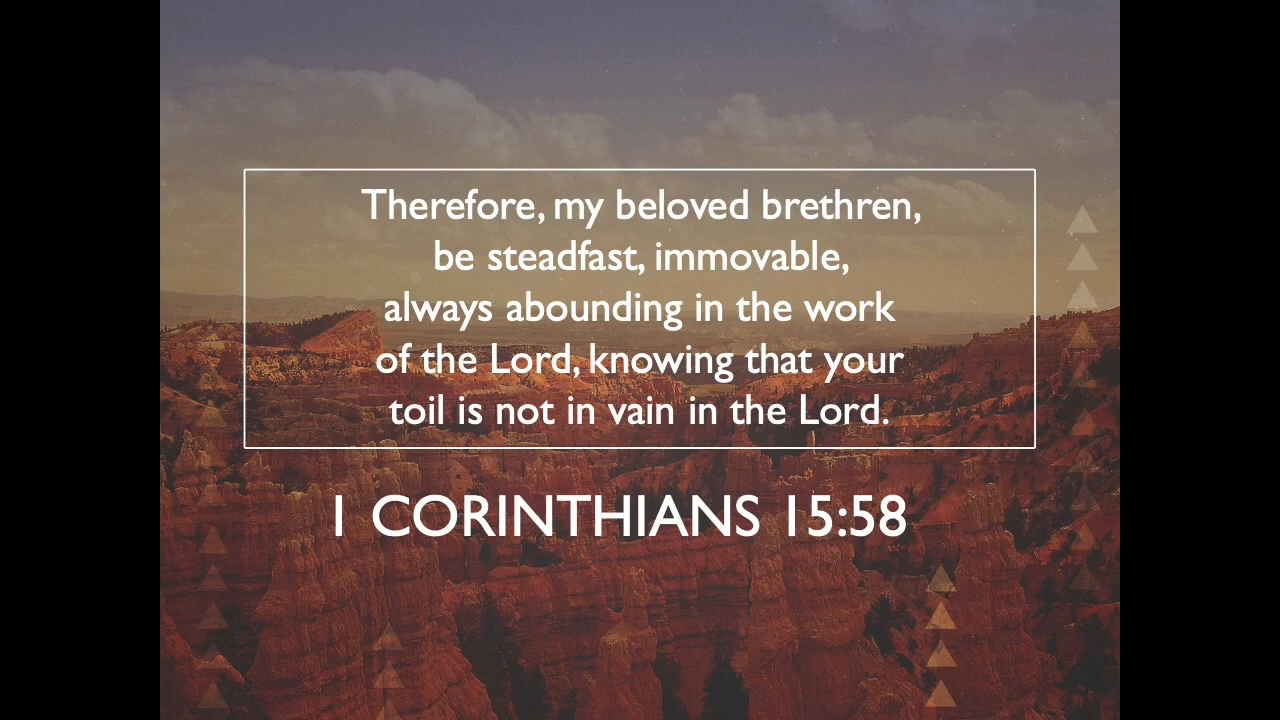 Therefore, my beloved brethren,
be steadfast, immovable,
always abounding in the work
of the Lord, knowing that your
toil is not in vain in the Lord.
1 CORINTHIANS 15:58